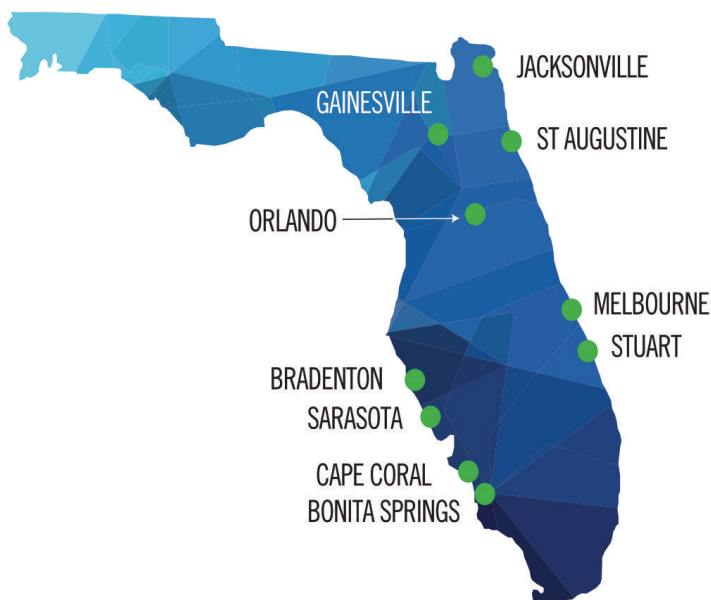 JACKSONVILLE
GAINESVILLE
ST AUGUSTINE
ORLANDO
MELBOURNE
STUART
BRADENTON
SARASOTA
CAPE CORAL
BONITA SPRINGS